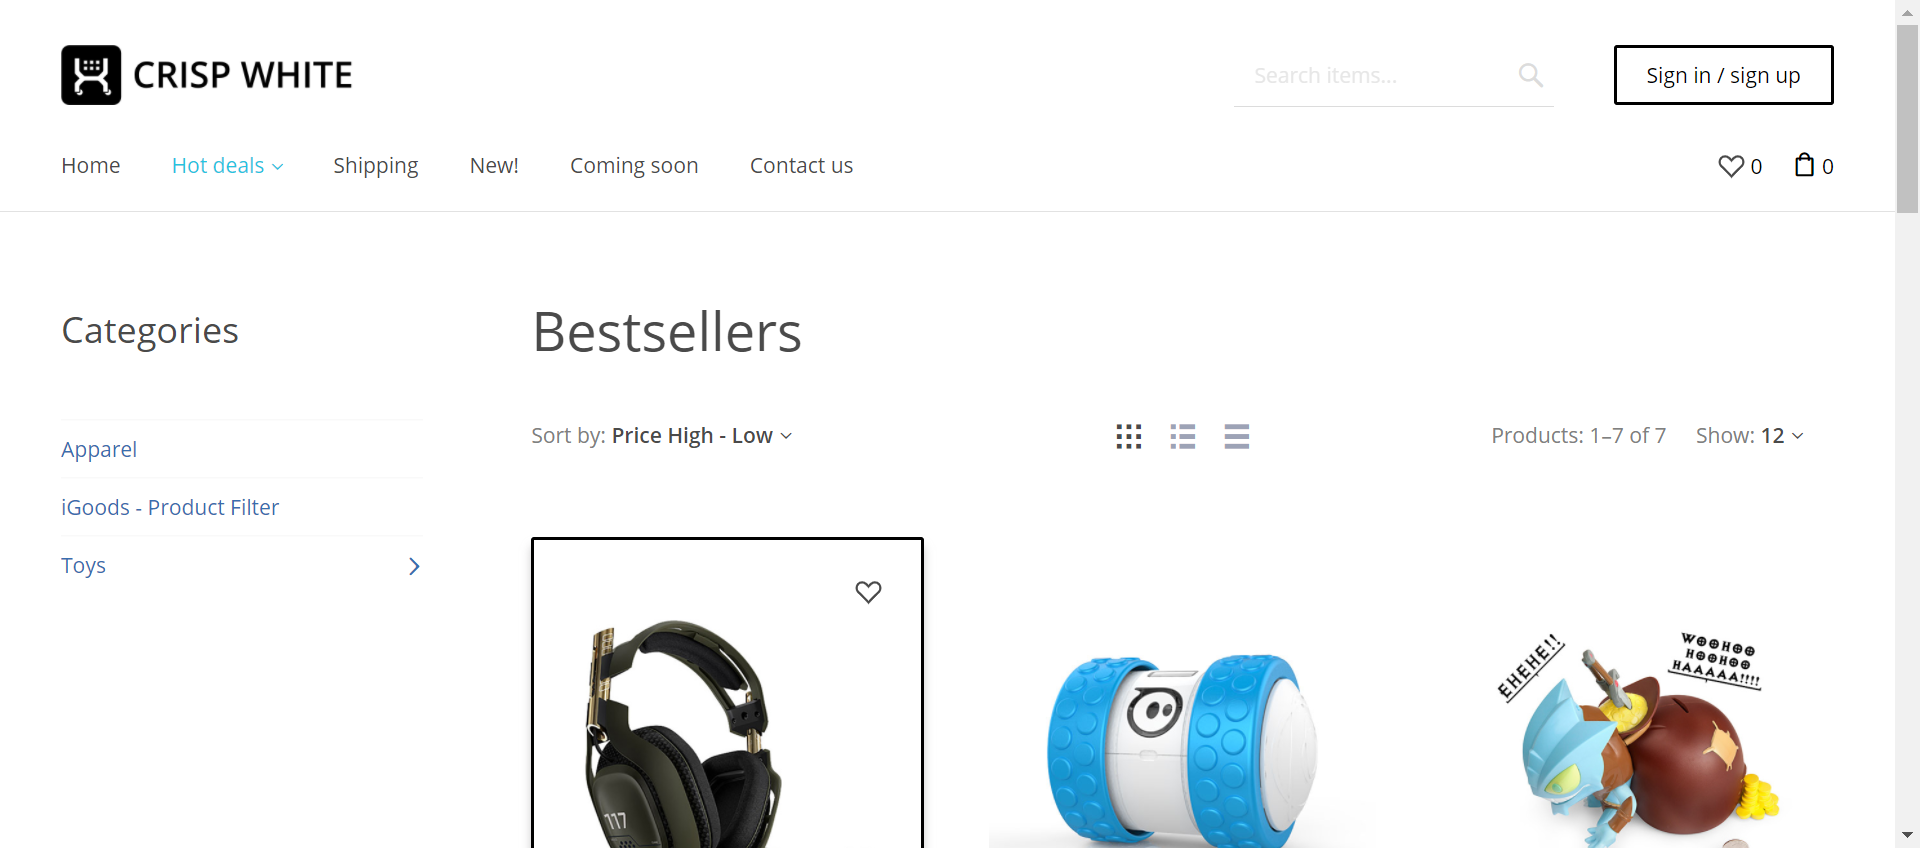 CRISP WHITE
Search items...
Sign in / sign up
Home
Hot deals
Shipping
New!
Coming soon
Contact us
0
0
Categories
Bestsellers
Apparel
iGoods - Product Filter
Toys
Sort by: Price High - Low
Products: 1–7 of 7
Show: 12
117
EHEHE!!
WOOHOO
HOOHOO
HAAAAA!!!!